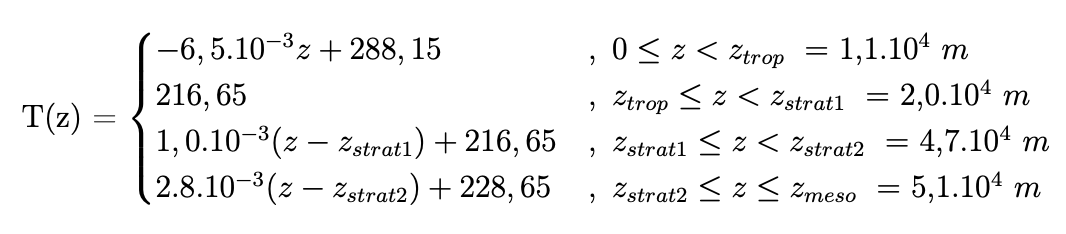 T(z) =
−6, 5.10⁻³z + 288, 15 , 0 ≤ z < z_trop = 1,1.10⁴ m
216, 65 , z_trop ≤ z < z_strat1 = 2,0.10⁴ m
1, 0.10⁻³(z − z_strat1) + 216, 65 , z_strat1 ≤ z < z_strat2 = 4,7.10⁴ m
2.8.10⁻³(z − z_strat2) + 228, 65 , z_strat2 ≤ z ≤ z_meso = 5,1.10⁴ m